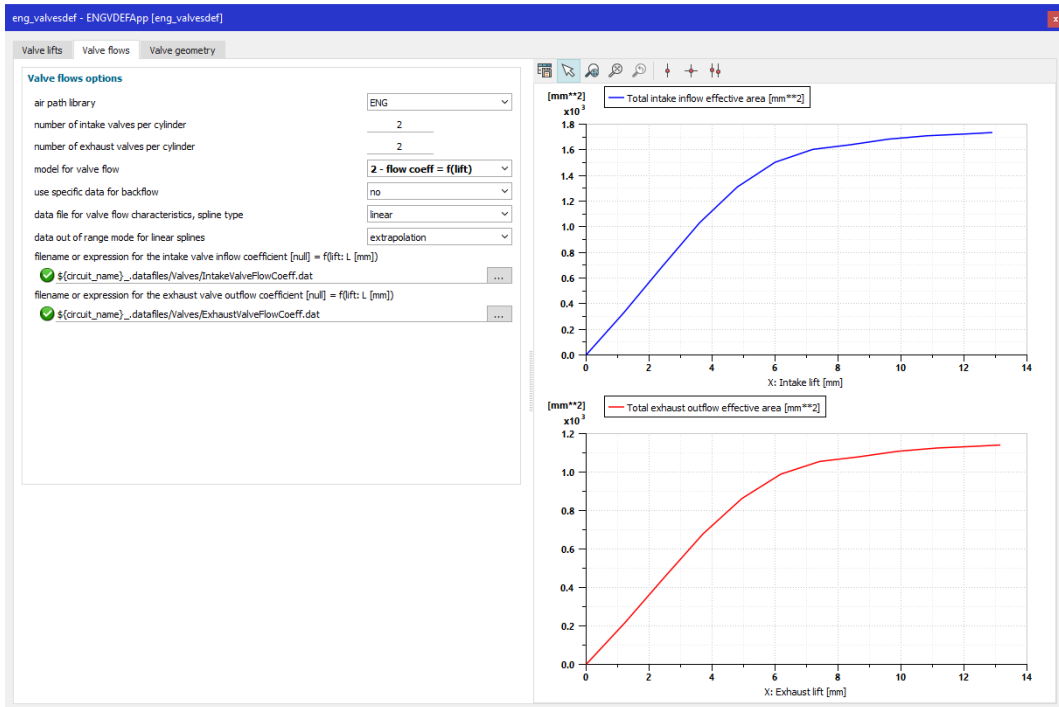 eng_valvesdef - ENGVDEFApp [eng_valvesdef]
x
Valve lifts
Valve flows
Valve geometry
Valve flows options
air path library
ENG
number of intake valves per cylinder
2
number of exhaust valves per cylinder
2
model for valve flow
2 - flow coeff = f(lift)
use specific data for backflow
no
data file for valve flow characteristics, spline type
linear
data out of range mode for linear splines
extrapolation
filename or expression for the intake valve inflow coefficient [null] = f(lift: L [mm])
${circuit_name}_.datafiles/Valves/IntakeValveFlowCoeff.dat
...
filename or expression for the exhaust valve outflow coefficient [null] = f(lift: L [mm])
${circuit_name}_.datafiles/Valves/ExhaustValveFlowCoeff.dat
...
[mm**2]
x10 3
Total intake inflow effective area [mm**2]
1.8
1.6
1.4
1.2
1.0
0.8
0.6
0.4
0.2
0.0
0 2 4 6 8 10 12 14
X: Intake lift [mm]
[mm**2]
x10 3
Total exhaust outflow effective area [mm**2]
1.2
1.0
0.8
0.6
0.4
0.2
0.0
0 2 4 6 8 10 12 14
X: Exhaust lift [mm]